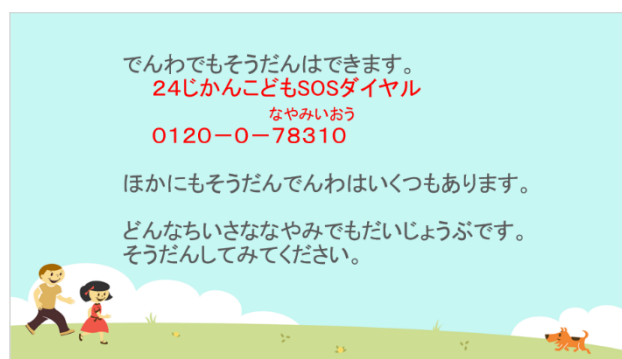 でんわでもそうだんはできます。
24じかんこどもSOSダイヤル
なやみいおう
0120－0－78310
ほかにもそうだんでんわはいくつもあります。
どんなちいさななやみでもだいじょうぶです。
そうだんしてみてください。